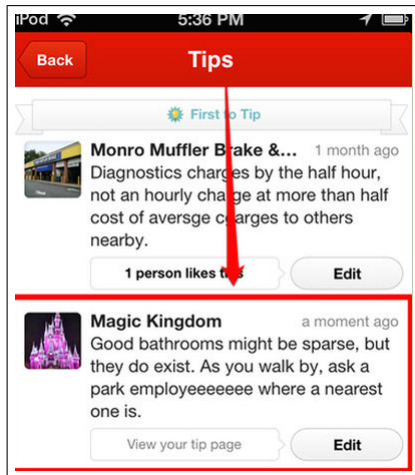 iPod 5:36 PM
Back Tips
First to Tip
Monro Muffler Brake &... 1 month ago
Diagnostics charges by the half hour,
not an hourly charge at more than half
cost of aversge charges to others
nearby.
1 person likes this Edit
Magic Kingdom a moment ago
Good bathrooms might be sparse, but
they do exist. As you walk by, ask a
park employeeeeeee where a nearest
one is.
View your tip page Edit